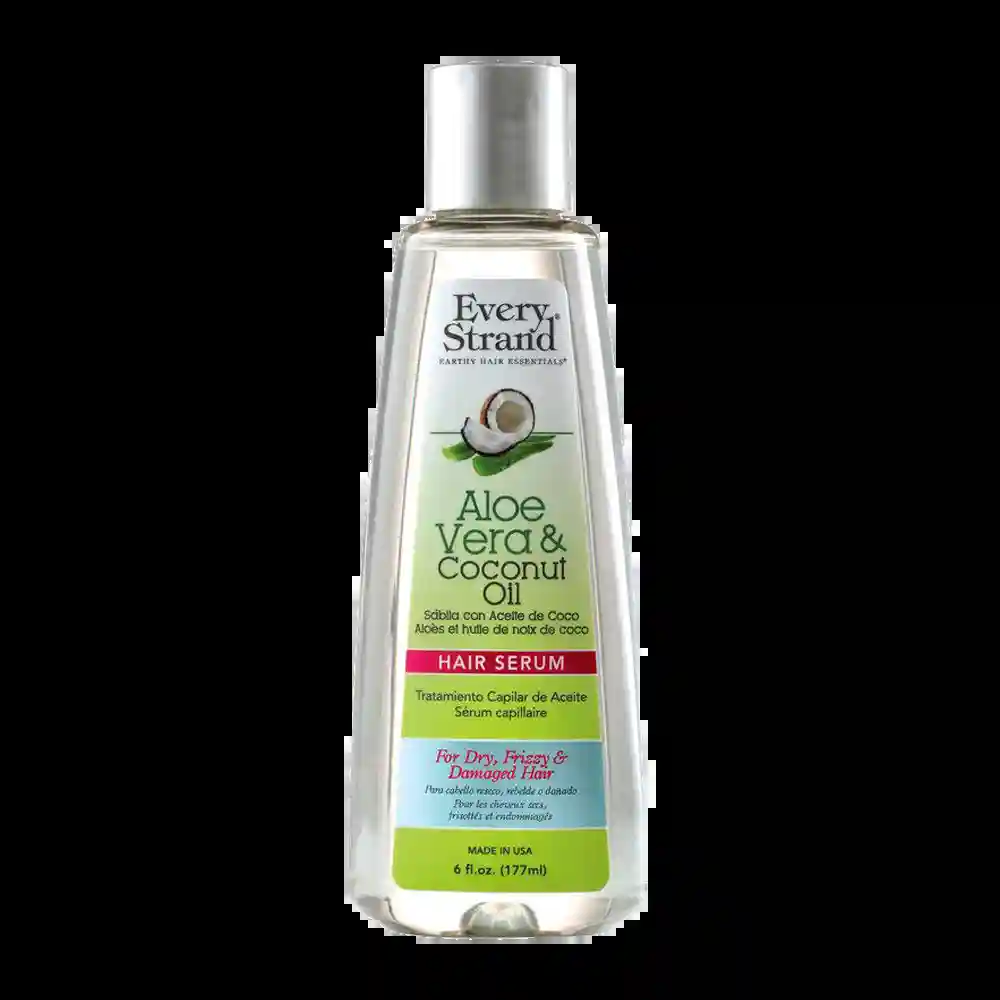 Every
Strand®
EARTHY HAIR ESSENTIALS®
Aloe
Vera &
Coconut
Oil
Sábila con Aceite de Coco
Aloès et huile de noix de coco
HAIR SERUM
Tratamiento Capilar de Aceite
Sérum capillaire
For Dry, Frizzy &
Damaged Hair
Para cabello reseco, rebelde o dañado
Pour les cheveux secs,
frisottés et endommagés
MADE IN USA
6 fl.oz. (177ml)